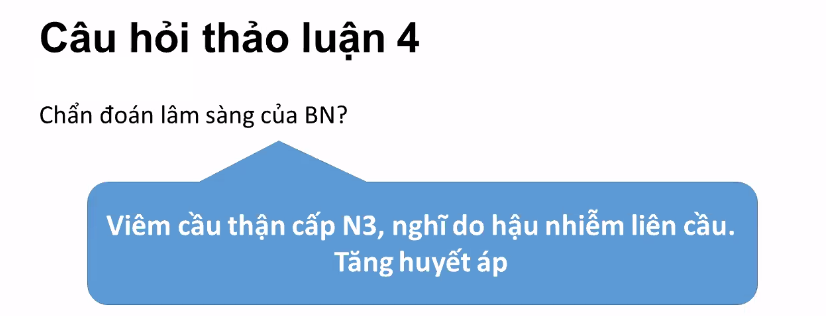 Câu hỏi thảo luận 4
Chẩn đoán lâm sàng của BN?
Viêm cầu thận cấp N3, nghĩ do hậu nhiễm liên cầu.
Tăng huyết áp